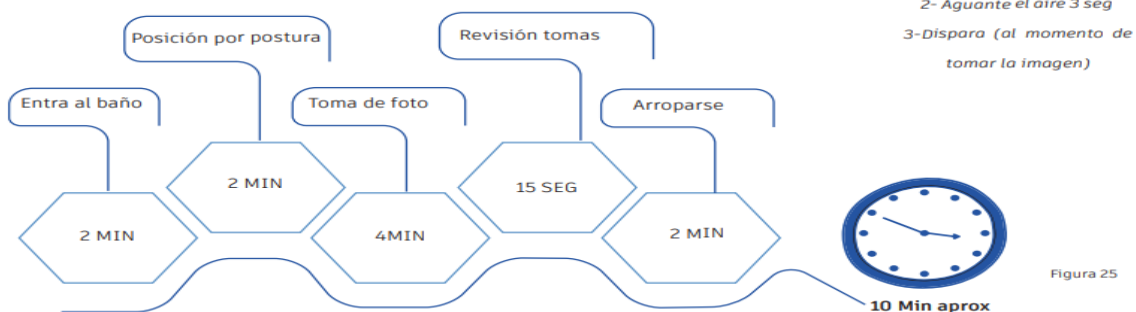 2- Aguante el aire 3 seg
3-Dispara (al momento de
tomar la imagen)
Posición por postura
Revisión tomas
Entra al baño
Toma de foto
Arroparse
2 MIN
15 SEG
2 MIN
4MIN
2 MIN
Figura 25
10 Min aprox